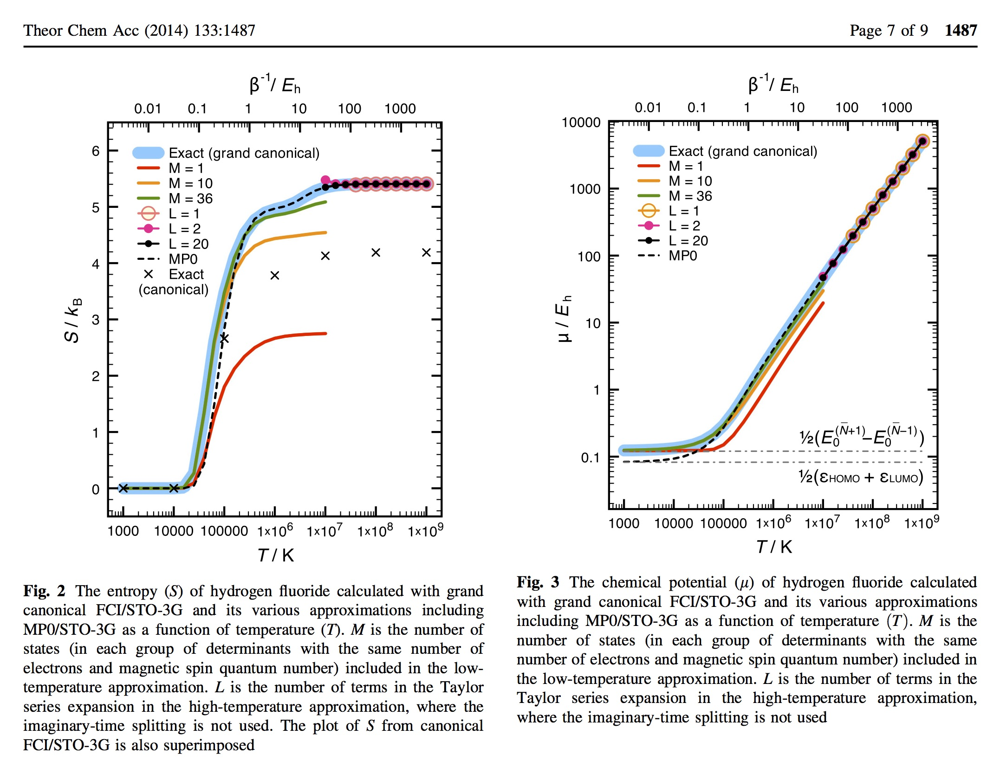 Theor Chem Acc (2014) 133:1487
Page 7 of 9 1487
β⁻¹/ Eₕ
0.01 0.1 1 10 100 1000
6
5
4
3
2
1
0
S / k_B
Exact (grand canonical)
M = 1
M = 10
M = 36
L = 1
L = 2
L = 20
MP0
Exact
(canonical)
1000 10000 100000 1x10⁶ 1x10⁷ 1x10⁸ 1x10⁹
T / K
Fig. 2 The entropy (S) of hydrogen fluoride calculated with grand
canonical FCI/STO-3G and its various approximations including
MP0/STO-3G as a function of temperature (T). M is the number of
states (in each group of determinants with the same number of
electrons and magnetic spin quantum number) included in the low-
temperature approximation. L is the number of terms in the Taylor
series expansion in the high-temperature approximation, where the
imaginary-time splitting is not used. The plot of S from canonical
FCI/STO-3G is also superimposed
β⁻¹/ Eₕ
0.01 0.1 1 10 100 1000
10000
1000
100
10
1
0.1
μ / Eₕ
Exact (grand canonical)
M = 1
M = 10
M = 36
L = 1
L = 2
L = 20
MP0
½(E₀^(N̄+1)–E₀^(N̄–1))
½(εHOMO + εLUMO)
1000 10000 100000 1x10⁶ 1x10⁷ 1x10⁸ 1x10⁹
T / K
Fig. 3 The chemical potential (μ) of hydrogen fluoride calculated
with grand canonical FCI/STO-3G and its various approximations
including MP0/STO-3G as a function of temperature (T). M is the
number of states (in each group of determinants with the same
number of electrons and magnetic spin quantum number) included in
the low-temperature approximation. L is the number of terms in the
Taylor series expansion in the high-temperature approximation,
where the imaginary-time splitting is not used